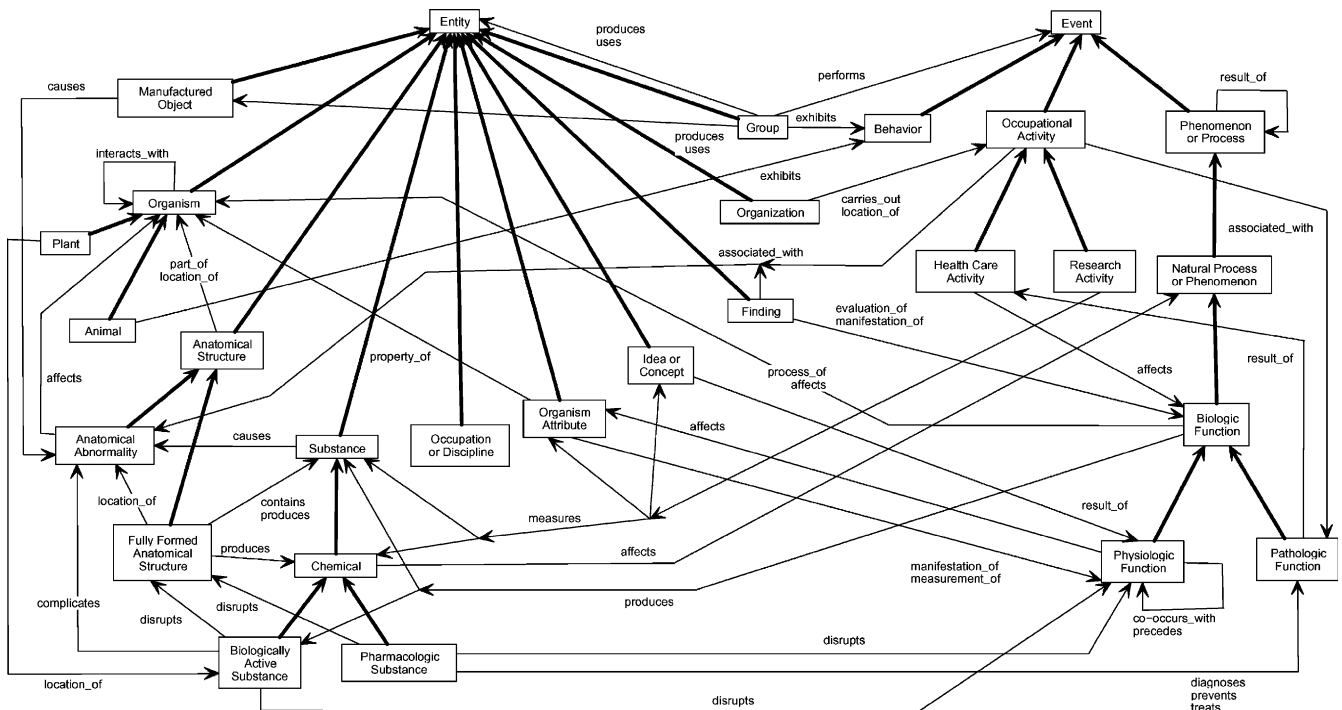 Entity
Event
produces
uses
performs
result_of
causes
Manufactured
Object
Group
exhibits
Behavior
Occupational
Activity
Phenomenon
or Process
produces
uses
interacts_with
exhibits
Organism
Organization
carries_out
location_of
Plant
associated_with
associated_with
part_of
location_of
Health Care
Activity
Research
Activity
Natural Process
or Phenomenon
Animal
Finding
evaluation_of
manifestation_of
Anatomical
Structure
property_of
Idea or
Concept
process_of
affects
result_of
affects
affects
Anatomical
Abnormality
causes
Substance
Occupation
or Discipline
Organism
Attribute
affects
Biologic
Function
location_of
contains
produces
measures
result_of
Fully Formed
Anatomical
Structure
produces
Chemical
affects
Physiologic
Function
Pathologic
Function
manifestation_of
measurement_of
complicates
disrupts
disrupts
produces
co-occurs_with
precedes
Biologically
Active
Substance
Pharmacologic
Substance
disrupts
location_of
disrupts
diagnoses
prevents
treats